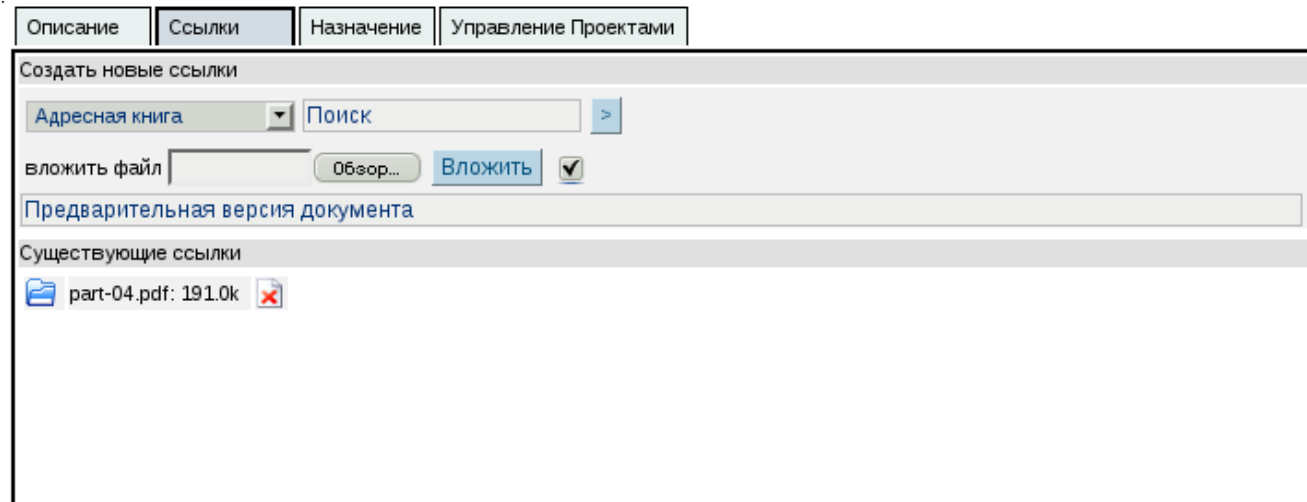 Описание Ссылки Назначение Управление Проектами
Создать новые ссылки
Адресная книга Поиск >
вложить файл Обзор... Вложить
Предварительная версия документа
Существующие ссылки
part-04.pdf: 191.0k